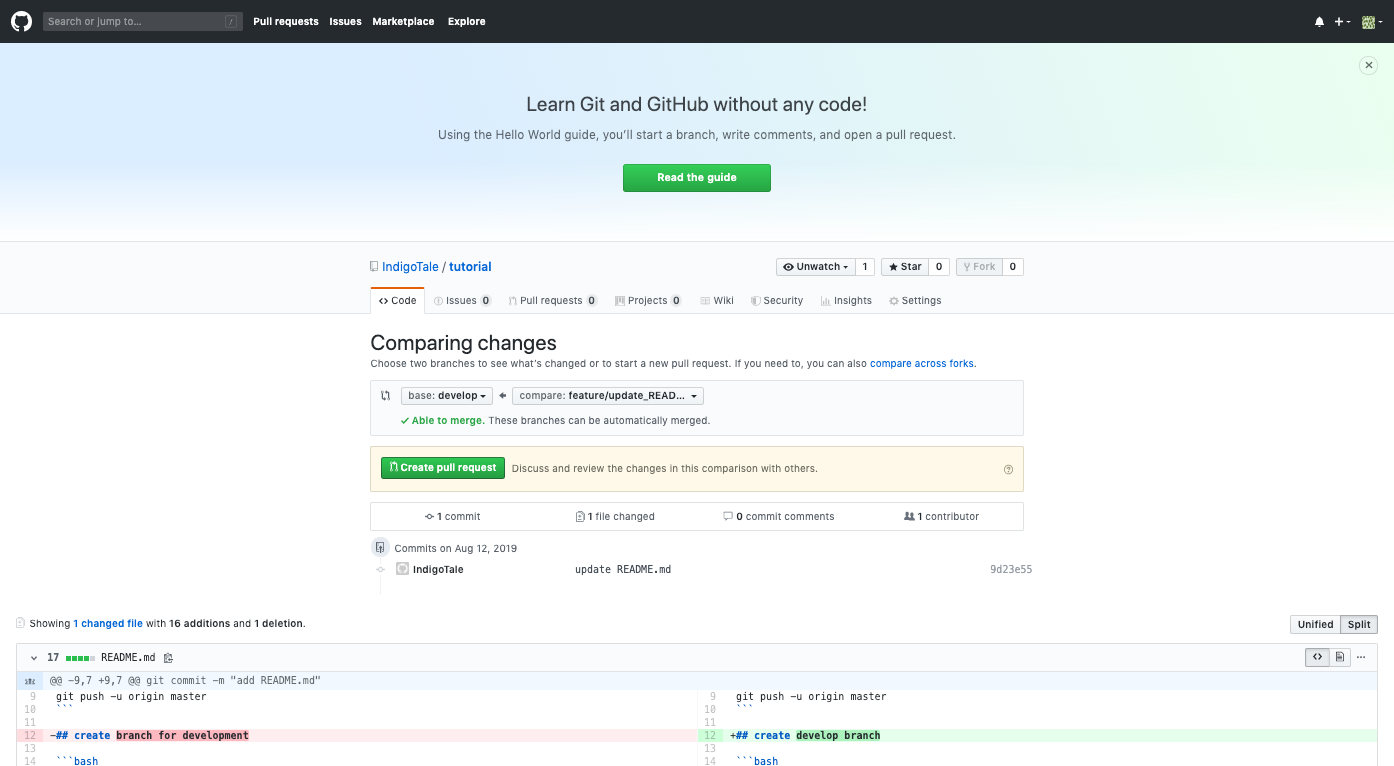 Search or jump to... /
Pull requests Issues Marketplace Explore
Learn Git and GitHub without any code!
Using the Hello World guide, you'll start a branch, write comments, and open a pull request.
Read the guide
IndigoTale / tutorial
Unwatch 1 Star 0 Fork 0
Code Issues 0 Pull requests 0 Projects 0 Wiki Security Insights Settings
Comparing changes
Choose two branches to see what's changed or to start a new pull request. If you need to, you can also compare across forks.
base: develop compare: feature/update_READ...
Able to merge. These branches can be automatically merged.
Create pull request Discuss and review the changes in this comparison with others.
1 commit 1 file changed 0 commit comments 1 contributor
Commits on Aug 12, 2019
IndigoTale update README.md 9d23e55
Showing 1 changed file with 16 additions and 1 deletion.
Unified Split
17 README.md
@@ -9,7 +9,7 @@ git commit -m "add README.md"
9 git push -u origin master 9 git push -u origin master
10 ``` 10 ```
11 11
12 -## create branch for development 12 +## create develop branch
13 13
14 ```bash 14 ```bash